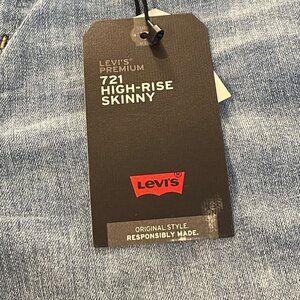 LEVI'S®
PREMIUM
721
HIGH-RISE
SKINNY
LEVI'S
ORIGINAL STYLE.
RESPONSIBLY MADE.